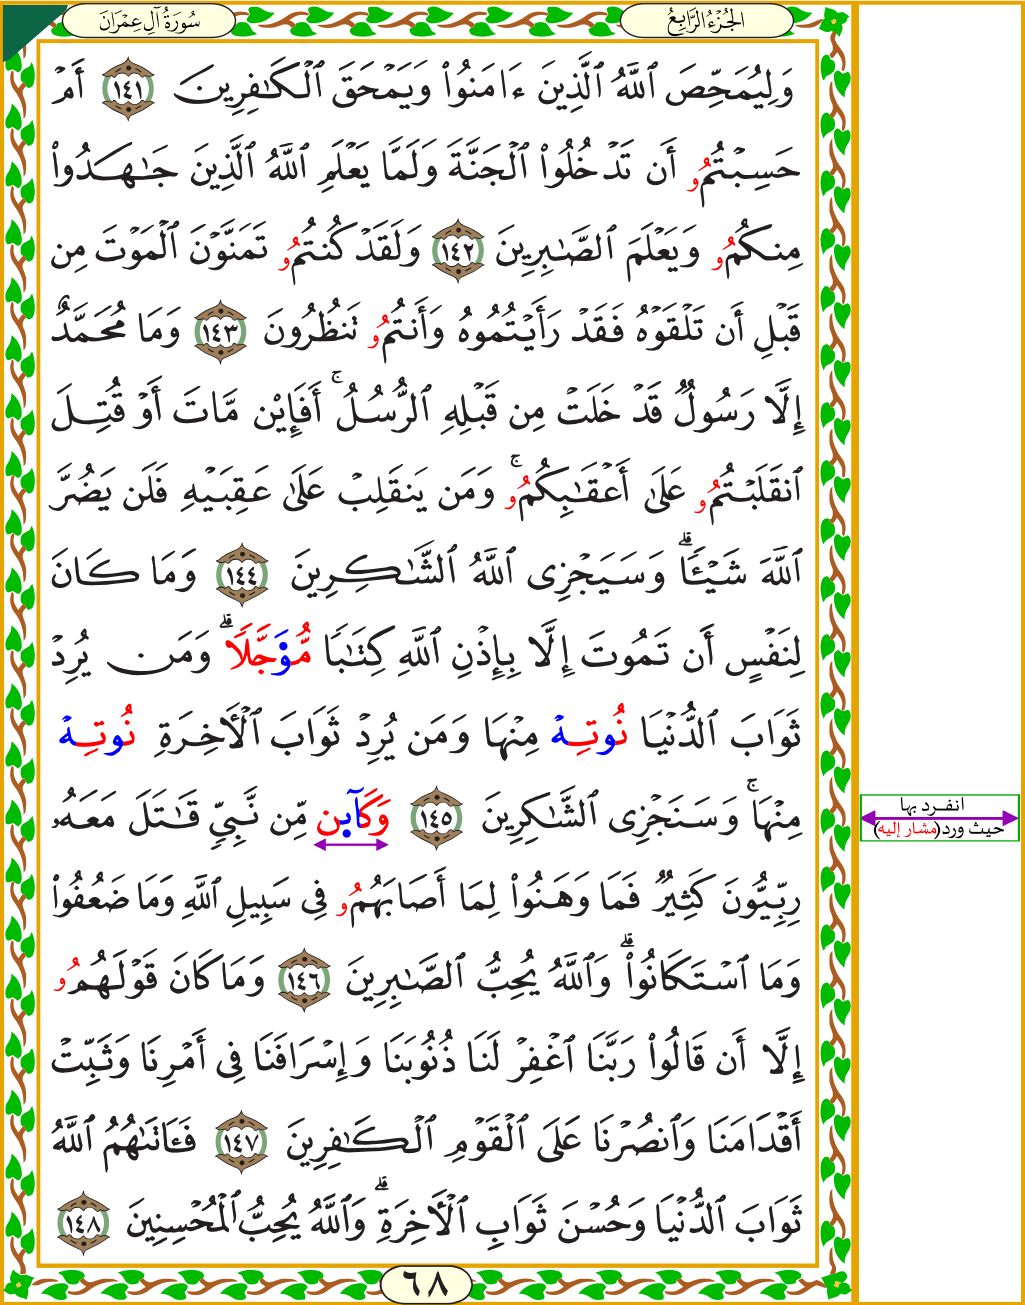 سُورَةُ آلِ عِمْرَان
الجُزْءُ الرَّابِعُ
وَلِيُمَحِّصَ ٱللَّهُ ٱلَّذِينَ ءَامَنُوا۟ وَيَمْحَقَ ٱلْكَـٰفِرِينَ ١٤١ أَمْ
حَسِبْتُمُۥ أَن تَدْخُلُوا۟ ٱلْجَنَّةَ وَلَمَّا يَعْلَمِ ٱللَّهُ ٱلَّذِينَ جَـٰهَدُوا۟
مِنكُمُۥ وَيَعْلَمَ ٱلصَّـٰبِرِينَ ١٤٢ وَلَقَدْ كُنتُمُۥ تَمَنَّوْنَ ٱلْمَوْتَ مِن
قَبْلِ أَن تَلْقَوْهُ فَقَدْ رَأَيْتُمُوهُ وَأَنتُمُۥ تَنظُرُونَ ١٤٣ وَمَا مُحَمَّدٌ
إِلَّا رَسُولٌ قَدْ خَلَتْ مِن قَبْلِهِ ٱلرُّسُلُ ۚ أَفَإِي۟ن مَّاتَ أَوْ قُتِلَ
ٱنقَلَبْتُمُۥ عَلَىٰ أَعْقَـٰبِكُمُۥ ۚ وَمَن يَنقَلِبْ عَلَىٰ عَقِبَيْهِ فَلَن يَضُرَّ
ٱللَّهَ شَيْـًٔا ۗ وَسَيَجْزِى ٱللَّهُ ٱلشَّـٰكِرِينَ ١٤٤ وَمَا كَانَ
لِنَفْسٍ أَن تَمُوتَ إِلَّا بِإِذْنِ ٱللَّهِ كِتَـٰبًا مُّوَجَّلًا ۗ وَمَن يُرِدْ
ثَوَابَ ٱلدُّنْيَا نُوتِهْ مِنْهَا وَمَن يُرِدْ ثَوَابَ ٱلْأَخِرَةِ نُوتِهْ
مِنْهَا ۚ وَسَنَجْزِى ٱلشَّـٰكِرِينَ ١٤٥ وَكَآىِٕن مِّن نَّبِىٍّ قَـٰتَلَ مَعَهُۥ
رِبِّيُّونَ كَثِيرٌ فَمَا وَهَنُوا۟ لِمَا أَصَابَهُمُۥ فِى سَبِيلِ ٱللَّهِ وَمَا ضَعُفُوا۟
وَمَا ٱسْتَكَانُوا۟ ۗ وَٱللَّهُ يُحِبُّ ٱلصَّـٰبِرِينَ ١٤٦ وَمَا كَانَ قَوْلَهُمُۥ
إِلَّا أَن قَالُوا۟ رَبَّنَا ٱغْفِرْ لَنَا ذُنُوبَنَا وَإِسْرَافَنَا فِى أَمْرِنَا وَثَبِّتْ
أَقْدَامَنَا وَٱنصُرْنَا عَلَى ٱلْقَوْمِ ٱلْكَـٰفِرِينَ ١٤٧ فَـَٔاتَىٰهُمُ ٱللَّهُ
ثَوَابَ ٱلدُّنْيَا وَحُسْنَ ثَوَابِ ٱلْأَخِرَةِ ۗ وَٱللَّهُ يُحِبُّ ٱلْمُحْسِنِينَ ١٤٨
انفرد بها
حيث ورد(مشار إليه)
٦٨